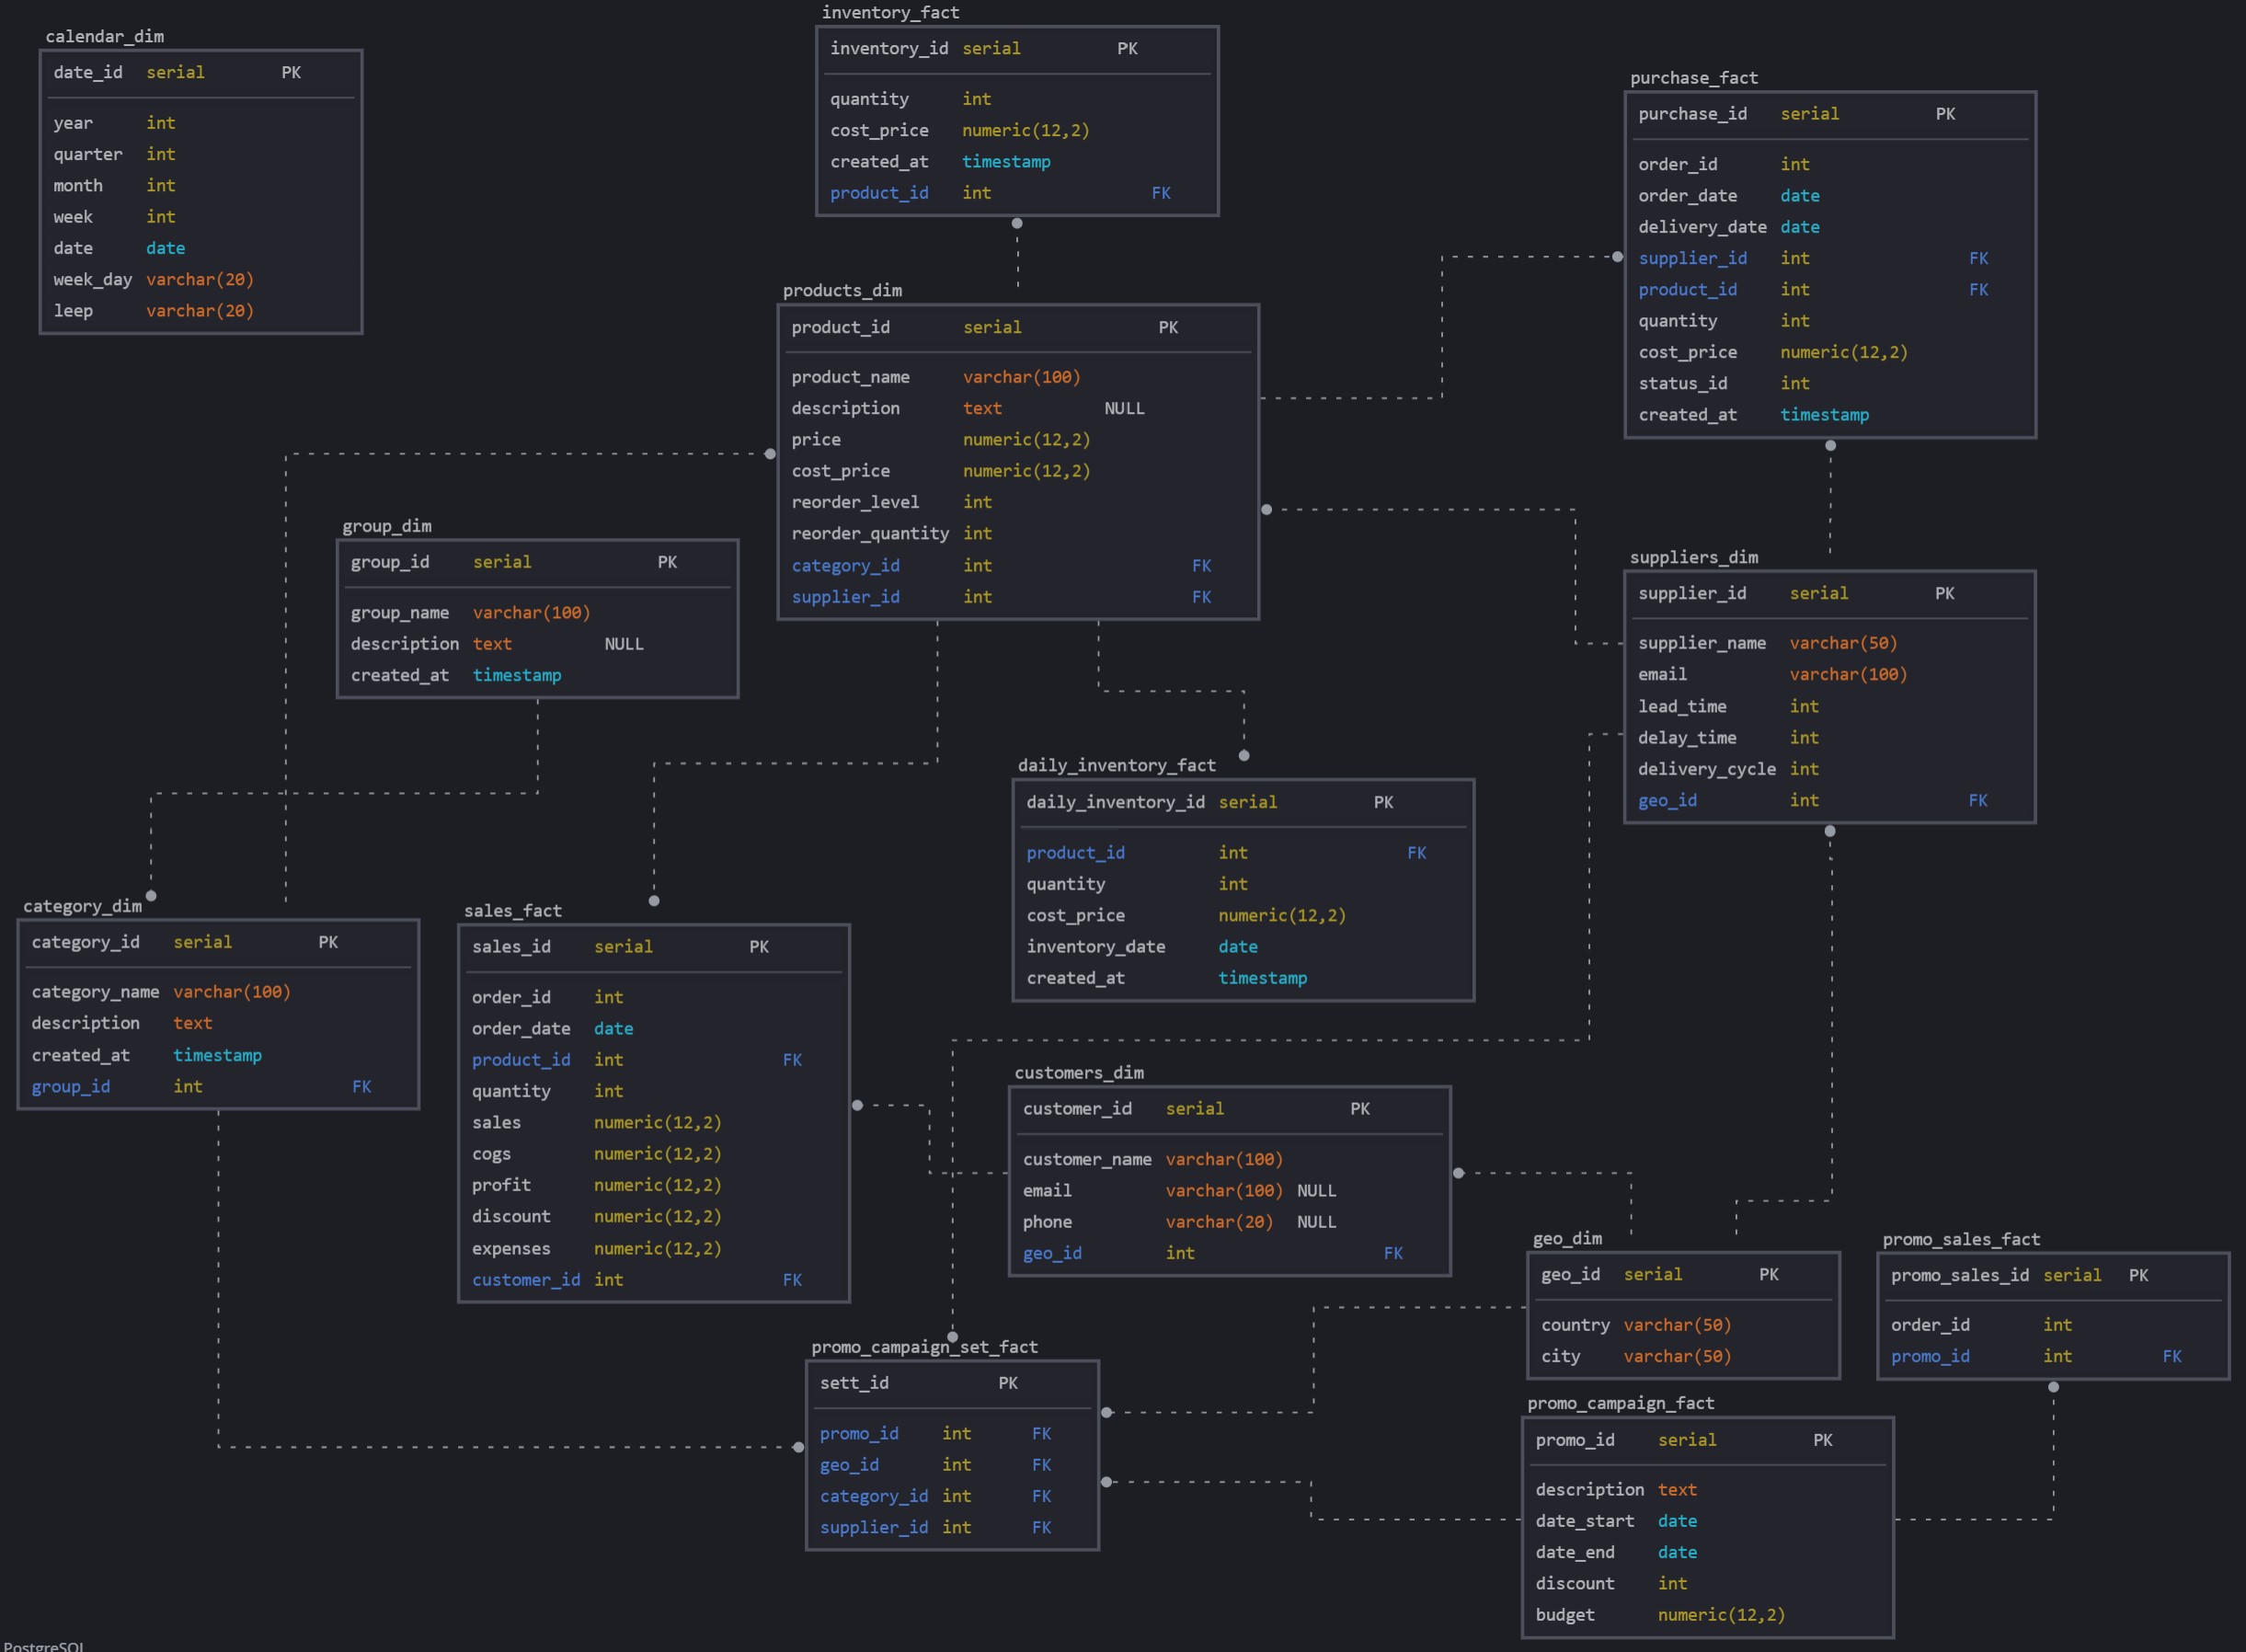 calendar_dim
date_id serial PK
year int
quarter int
month int
week int
date date
week_day varchar(20)
leep varchar(20)
inventory_fact
inventory_id serial PK
quantity int
cost_price numeric(12,2)
created_at timestamp
product_id int FK
purchase_fact
purchase_id serial PK
order_id int
order_date date
delivery_date date
supplier_id int FK
product_id int FK
quantity int
cost_price numeric(12,2)
status_id int
created_at timestamp
products_dim
product_id serial PK
product_name varchar(100)
description text NULL
price numeric(12,2)
cost_price numeric(12,2)
reorder_level int
reorder_quantity int
category_id int FK
supplier_id int FK
group_dim
group_id serial PK
group_name varchar(100)
description text NULL
created_at timestamp
suppliers_dim
supplier_id serial PK
supplier_name varchar(50)
email varchar(100)
lead_time int
delay_time int
delivery_cycle int
geo_id int FK
daily_inventory_fact
daily_inventory_id serial PK
product_id int FK
quantity int
cost_price numeric(12,2)
inventory_date date
created_at timestamp
category_dim
category_id serial PK
category_name varchar(100)
description text
created_at timestamp
group_id int FK
sales_fact
sales_id serial PK
order_id int
order_date date
product_id int FK
quantity int
sales numeric(12,2)
cogs numeric(12,2)
profit numeric(12,2)
discount numeric(12,2)
expenses numeric(12,2)
customer_id int FK
customers_dim
customer_id serial PK
customer_name varchar(100)
email varchar(100) NULL
phone varchar(20) NULL
geo_id int FK
geo_dim
geo_id serial PK
country varchar(50)
city varchar(50)
promo_sales_fact
promo_sales_id serial PK
order_id int
promo_id int FK
promo_campaign_set_fact
sett_id PK
promo_id int FK
geo_id int FK
category_id int FK
supplier_id int FK
promo_campaign_fact
promo_id serial PK
description text
date_start date
date_end date
discount int
budget numeric(12,2)
PostgreSQL